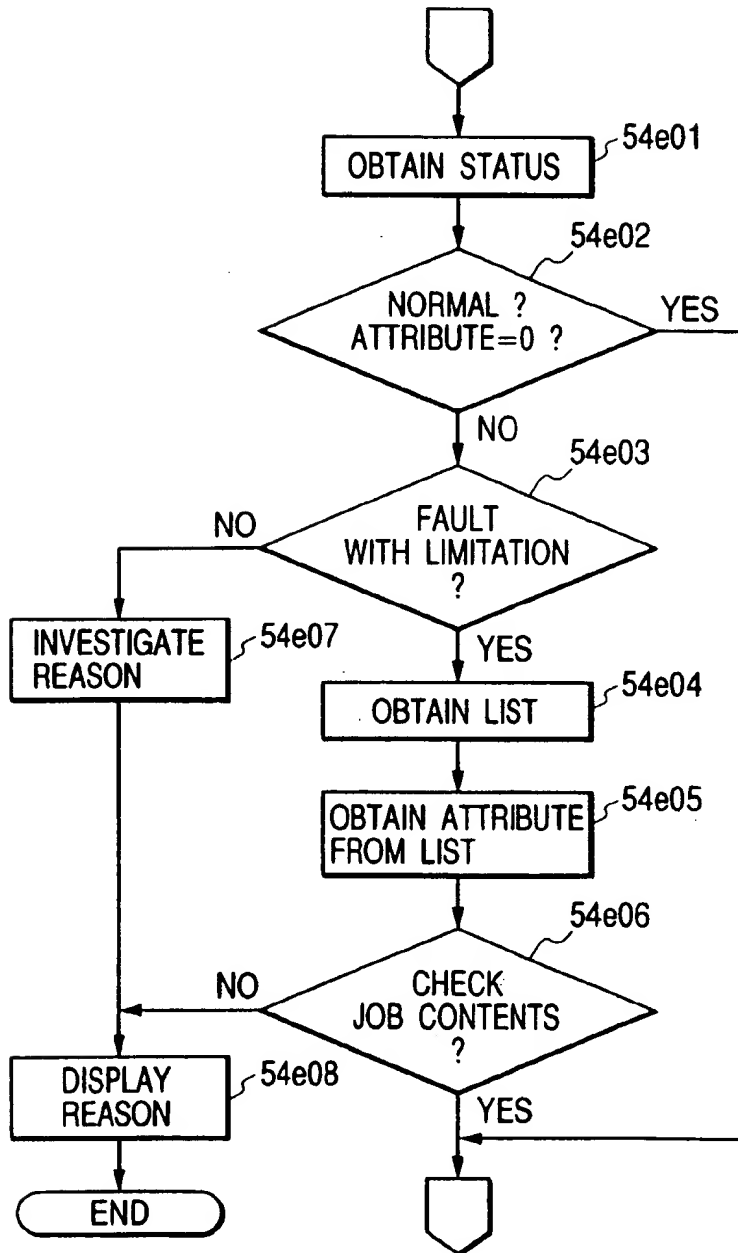 54e01
OBTAIN STATUS
54e02
NORMAL ?
ATTRIBUTE=0 ?
YES
NO
54e03
FAULT
WITH LIMITATION
?
NO
YES
INVESTIGATE
REASON
54e07
54e04
OBTAIN LIST
54e05
OBTAIN ATTRIBUTE
FROM LIST
54e06
CHECK
JOB CONTENTS
?
NO
YES
DISPLAY
REASON
54e08
END